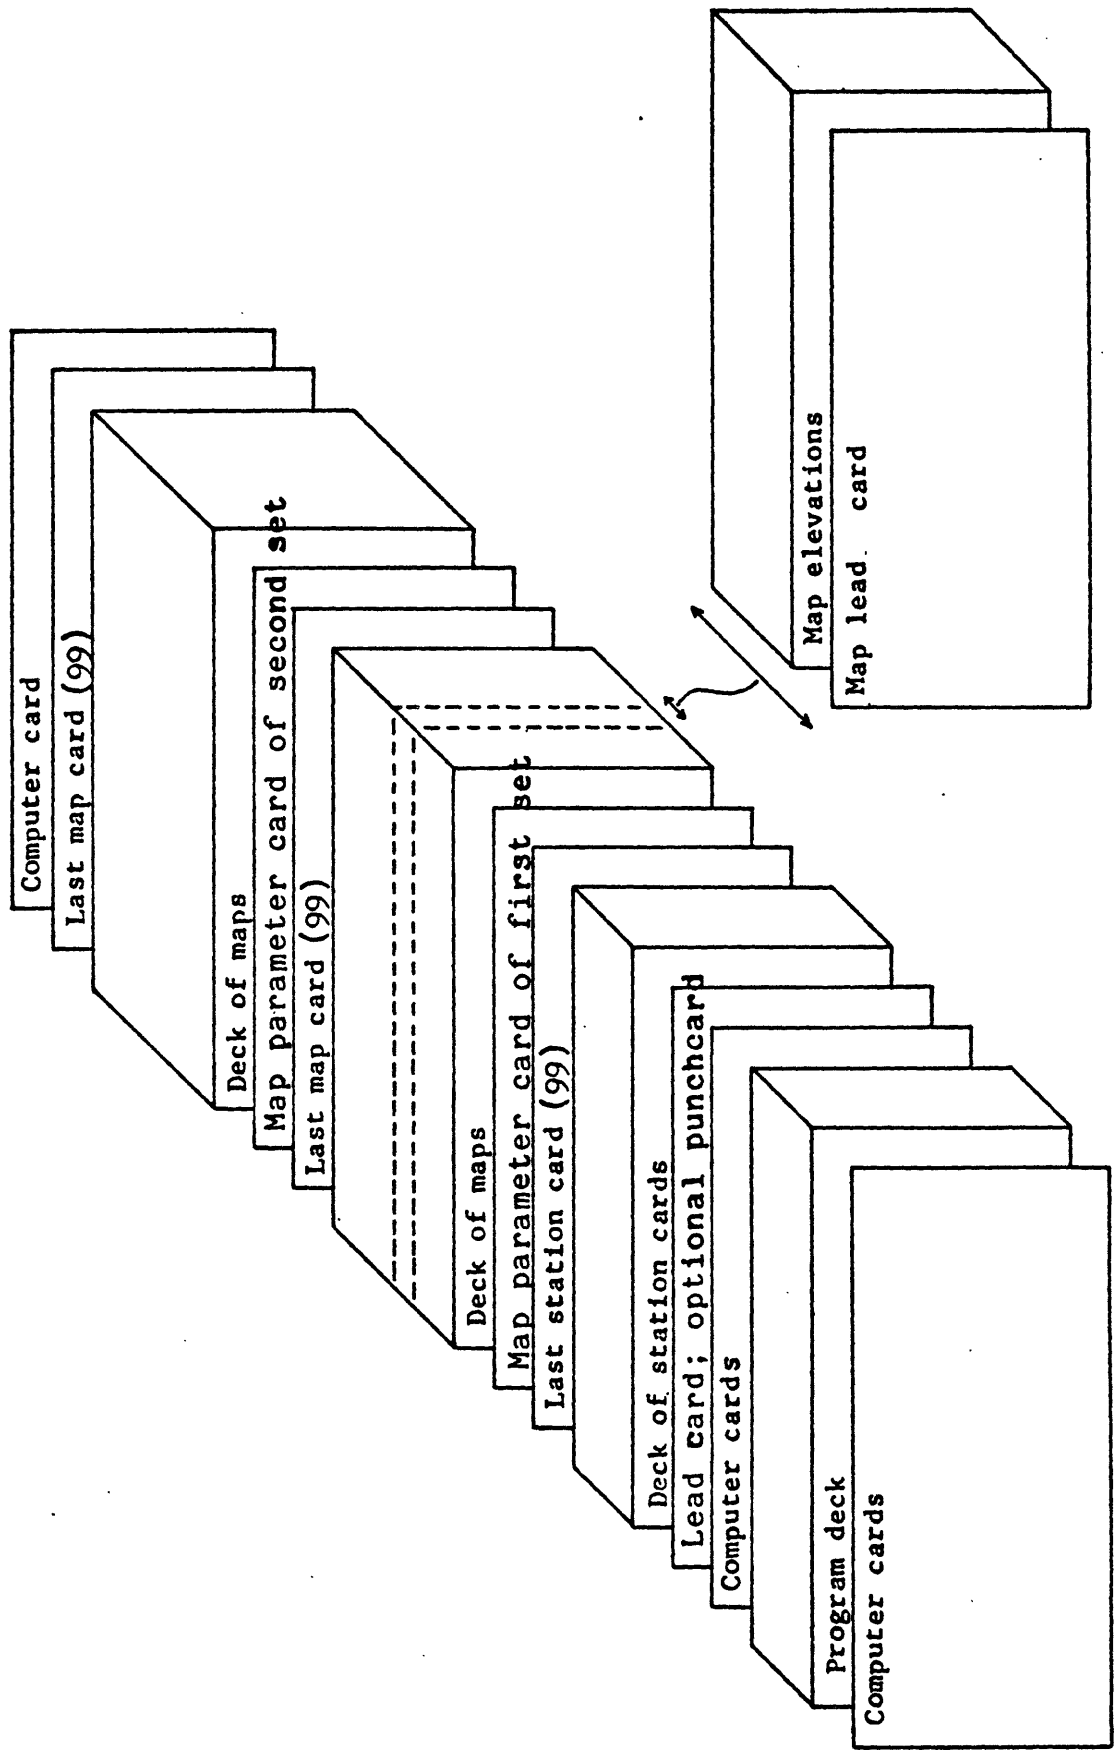 Computer card
Last map card (99)
Deck of maps
Map parameter card of second set
Last map card (99)
Deck of maps
Map parameter card of first set
Last station card (99)
Deck of station cards
Lead card; optional punchcard
Computer cards
Program deck
Computer cards
Map elevations
Map lead card